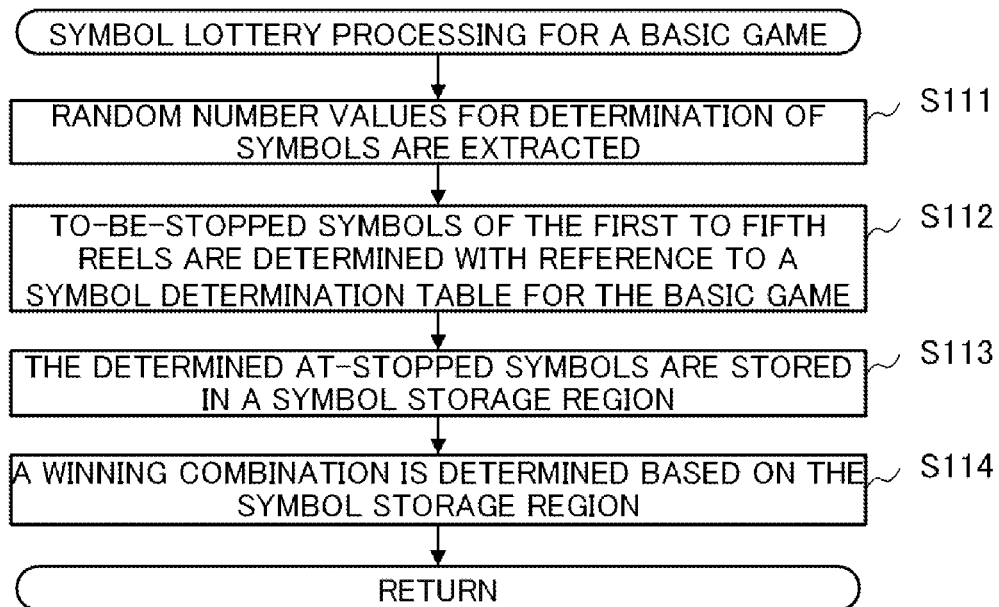 SYMBOL LOTTERY PROCESSING FOR A BASIC GAME
RANDOM NUMBER VALUES FOR DETERMINATION OF
SYMBOLS ARE EXTRACTED
S111
TO-BE-STOPPED SYMBOLS OF THE FIRST TO FIFTH
REELS ARE DETERMINED WITH REFERENCE TO A
SYMBOL DETERMINATION TABLE FOR THE BASIC GAME
S112
THE DETERMINED AT-STOPPED SYMBOLS ARE STORED
IN A SYMBOL STORAGE REGION
S113
A WINNING COMBINATION IS DETERMINED BASED ON THE
SYMBOL STORAGE REGION
S114
RETURN